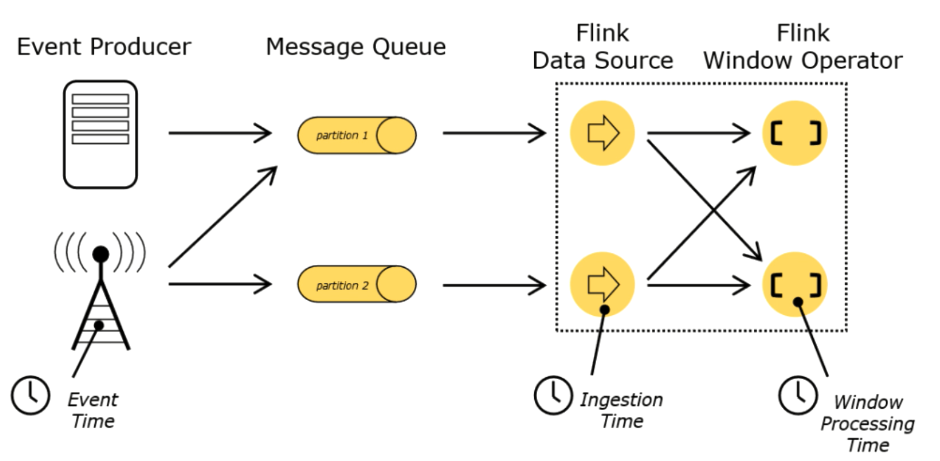 Event Producer
Message Queue
Flink
Data Source
Flink
Window Operator
partition 1
partition 2
Event
Time
Ingestion
Time
Window
Processing
Time